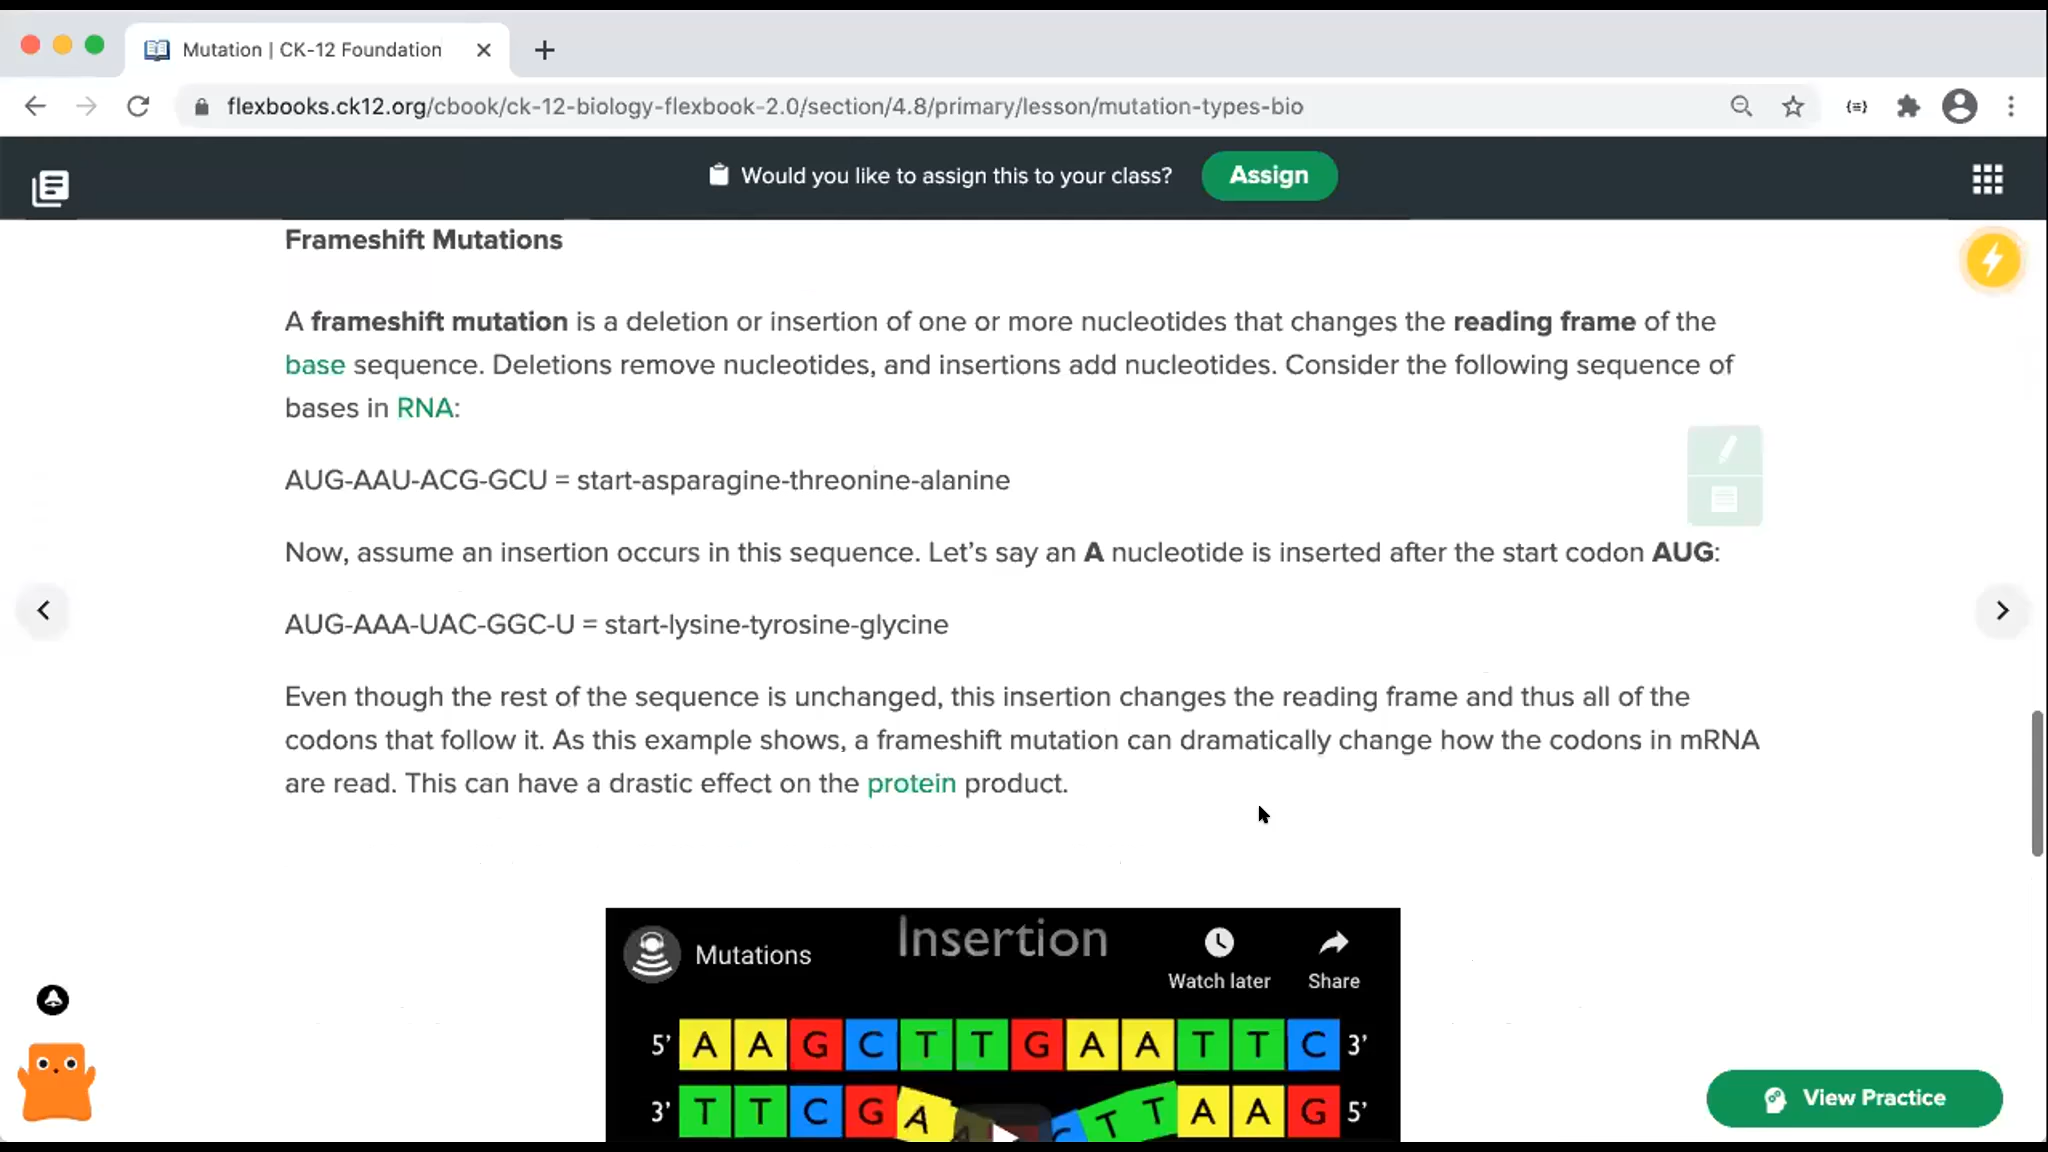 Mutation | CK-12 Foundation
flexbooks.ck12.org/cbook/ck-12-biology-flexbook-2.0/section/4.8/primary/lesson/mutation-types-bio
Would you like to assign this to your class? Assign
Frameshift Mutations
A frameshift mutation is a deletion or insertion of one or more nucleotides that changes the reading frame of the
base sequence. Deletions remove nucleotides, and insertions add nucleotides. Consider the following sequence of
bases in RNA:
AUG-AAU-ACG-GCU = start-asparagine-threonine-alanine
Now, assume an insertion occurs in this sequence. Let’s say an A nucleotide is inserted after the start codon AUG:
AUG-AAA-UAC-GGC-U = start-lysine-tyrosine-glycine
Even though the rest of the sequence is unchanged, this insertion changes the reading frame and thus all of the
codons that follow it. As this example shows, a frameshift mutation can dramatically change how the codons in mRNA
are read. This can have a drastic effect on the protein product.
Mutations
Insertion
Watch later
Share
5’ A A G C T T G A A T T C 3’
3’ T T C G A A C T T A A G 5’
View Practice